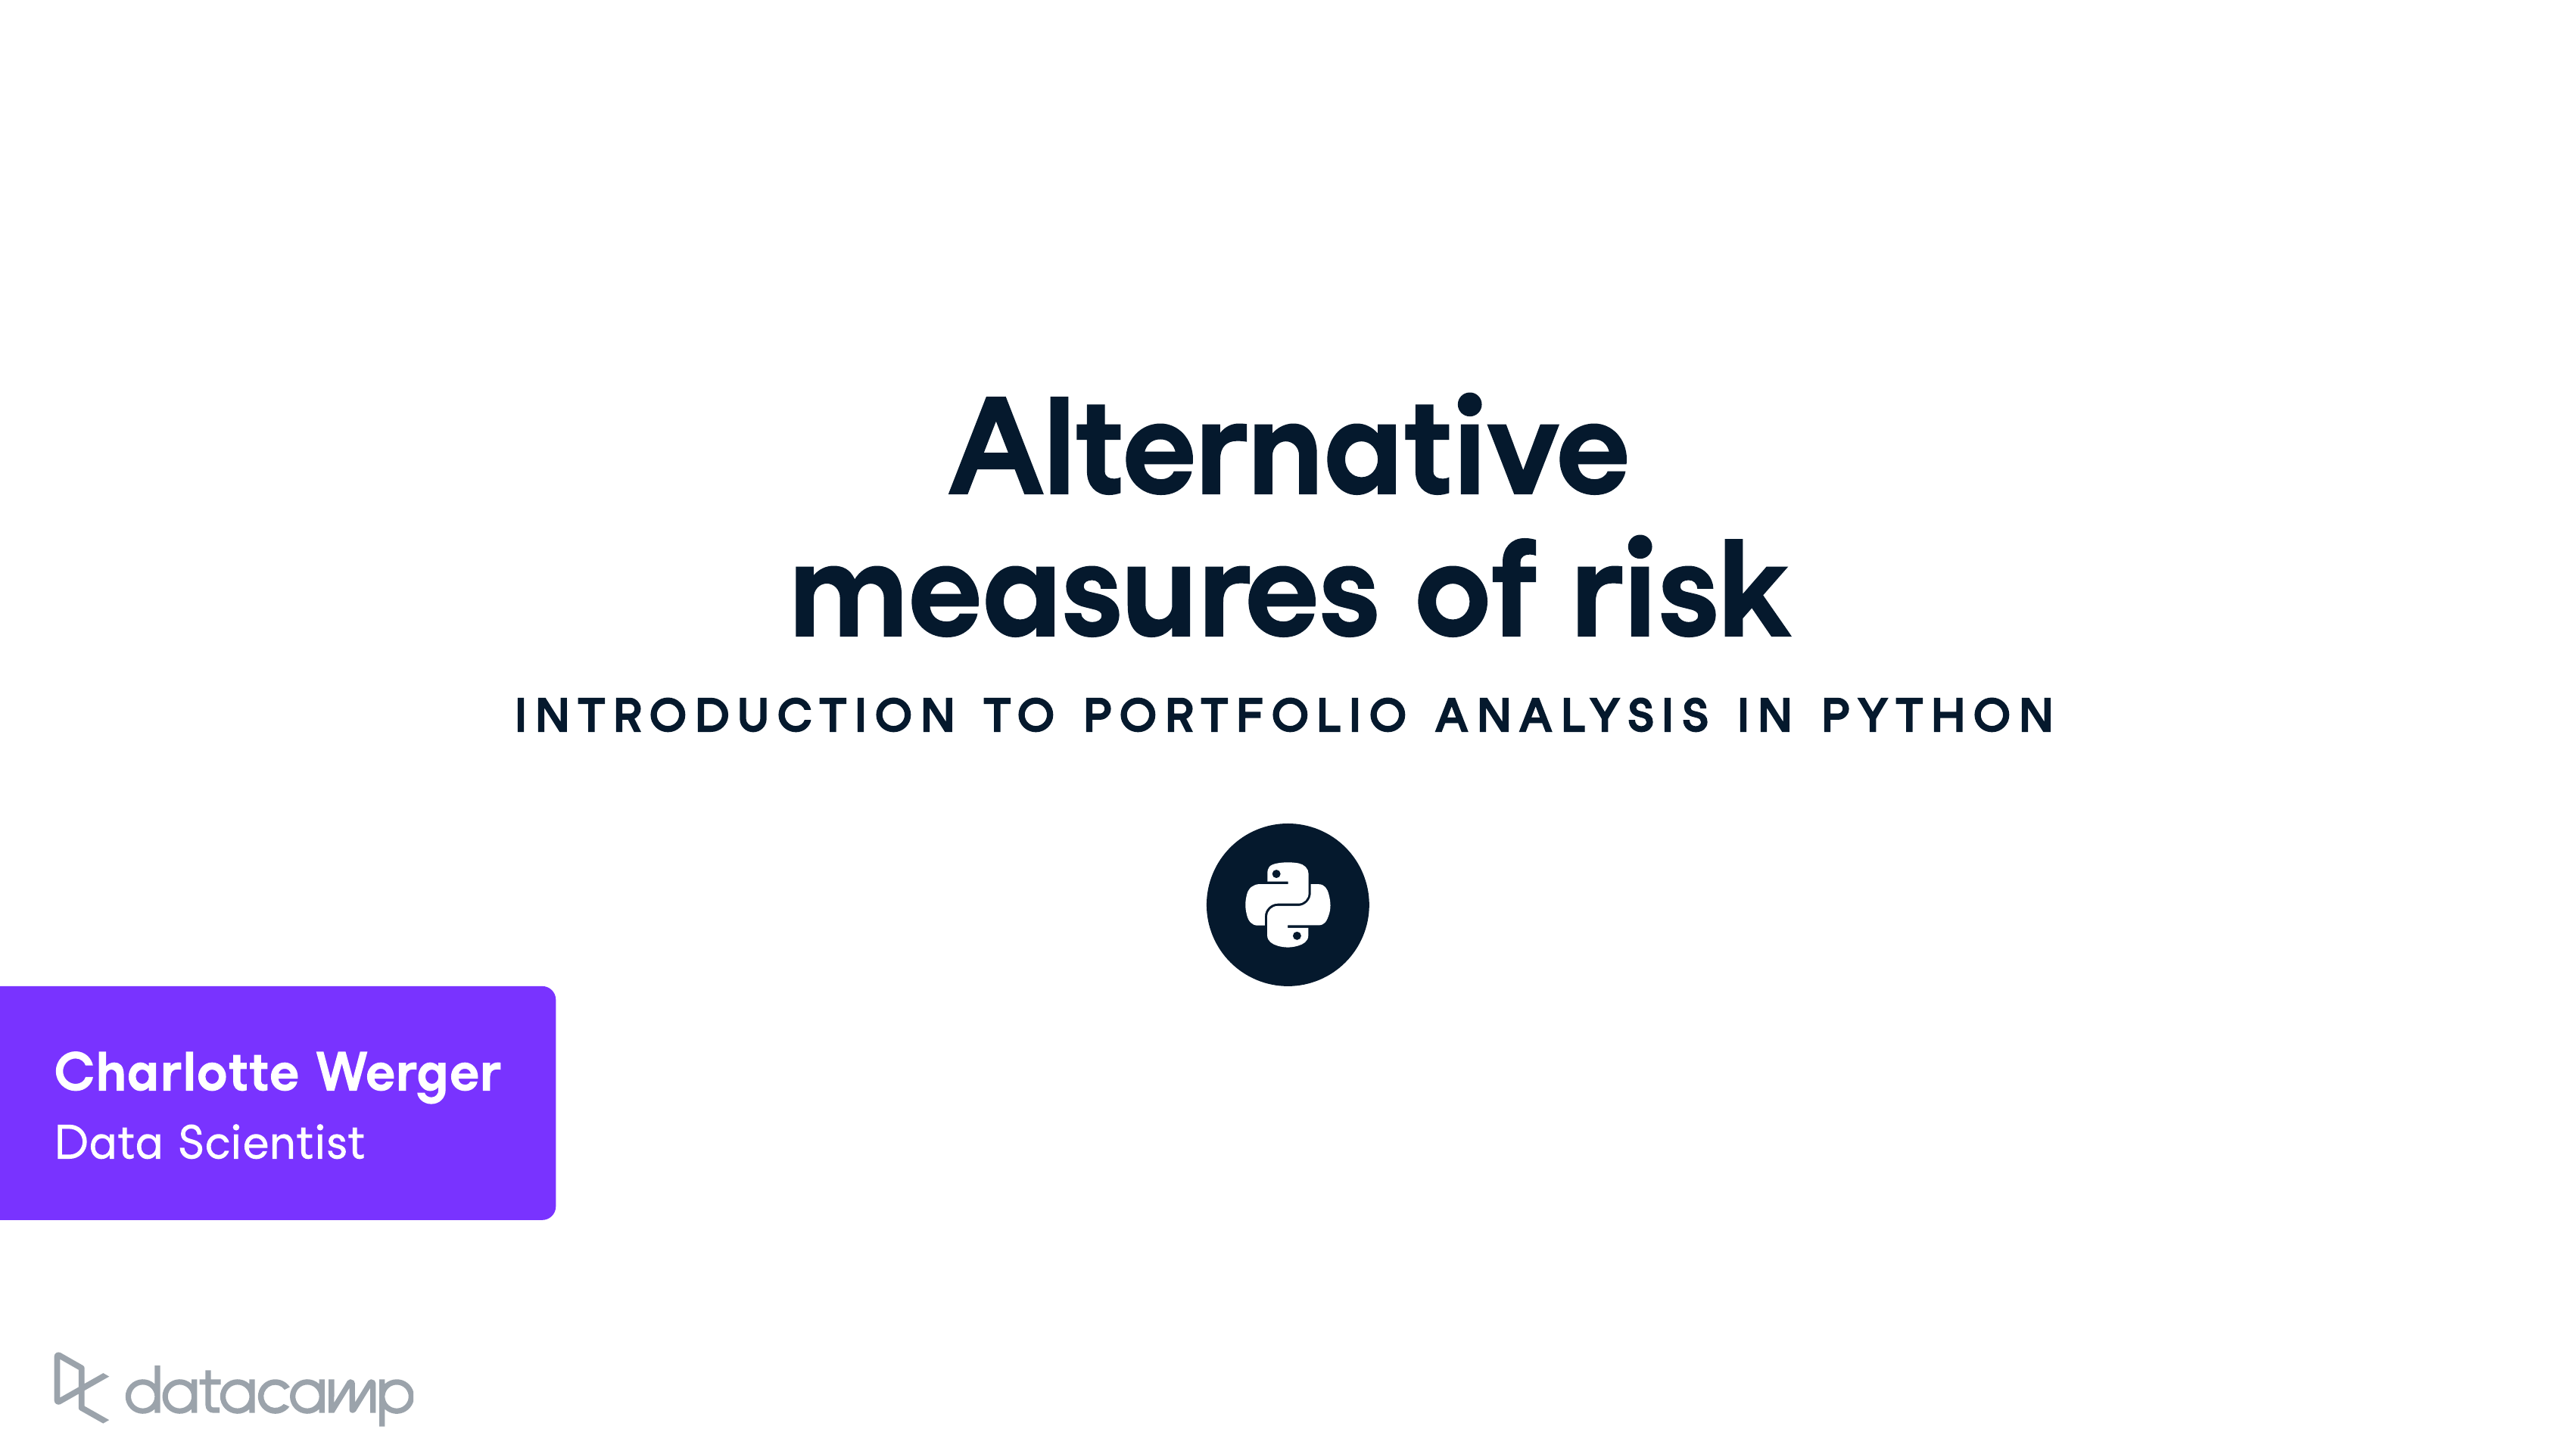 Alternative
measures of risk
INTRODUCTION TO PORTFOLIO ANALYSIS IN PYTHON
Charlotte Werger
Data Scientist
datacamp